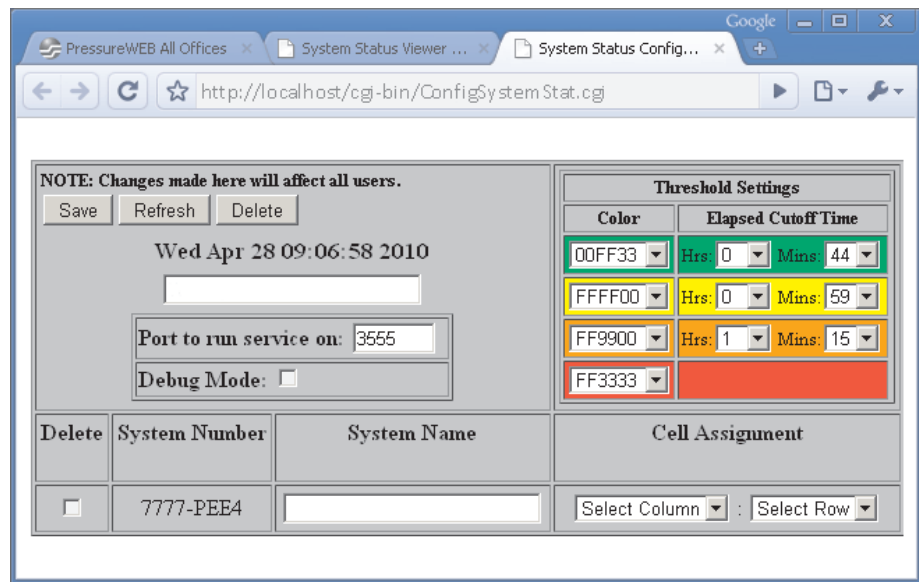 Google
PressureWEB All Offices
System Status Viewer ...
System Status Config...
http://localhost/cgi-bin/ConfigSystemStat.cgi
NOTE: Changes made here will affect all users.
Save Refresh Delete
Wed Apr 28 09:06:58 2010
Port to run service on: 3555
Debug Mode:
Threshold Settings
Color Elapsed Cutoff Time
00FF33 Hrs: 0 Mins: 44
FFFF00 Hrs: 0 Mins: 59
FF9900 Hrs: 1 Mins: 15
FF3333
Delete System Number System Name Cell Assignment
7777-PEE4 Select Column : Select Row